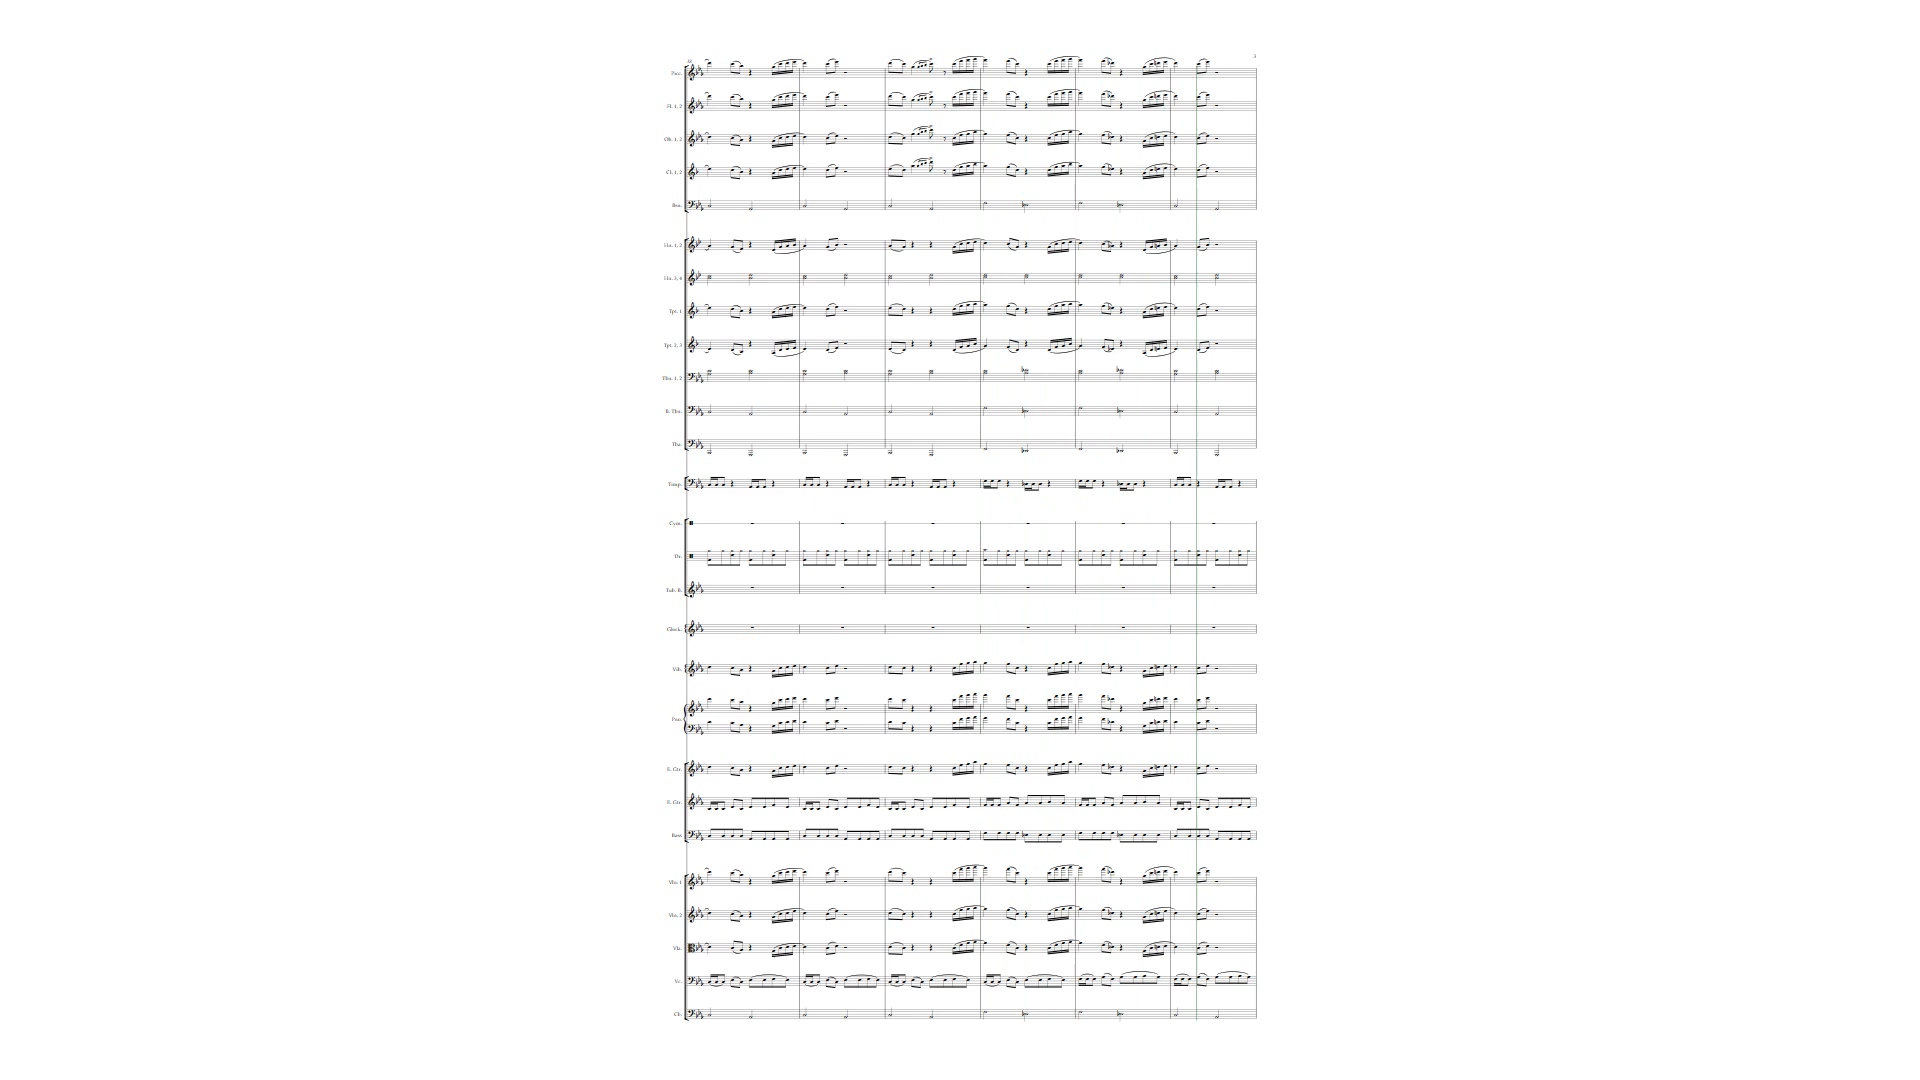 3
Picc.
Fl. 1, 2
Ob. 1, 2
Cl. 1, 2
Bsn.
Hn. 1, 2
Hn. 3, 4
Tpt. 1
Tpt. 2, 3
Tbn. 1, 2
B. Tbn.
Tba.
Timp.
Cym.
Dr.
Tub. B.
Glock.
Vib.
Pno.
E. Gtr.
E. Gtr.
Bass
Vln. 1
Vln. 2
Vla.
Vc.
Cb.